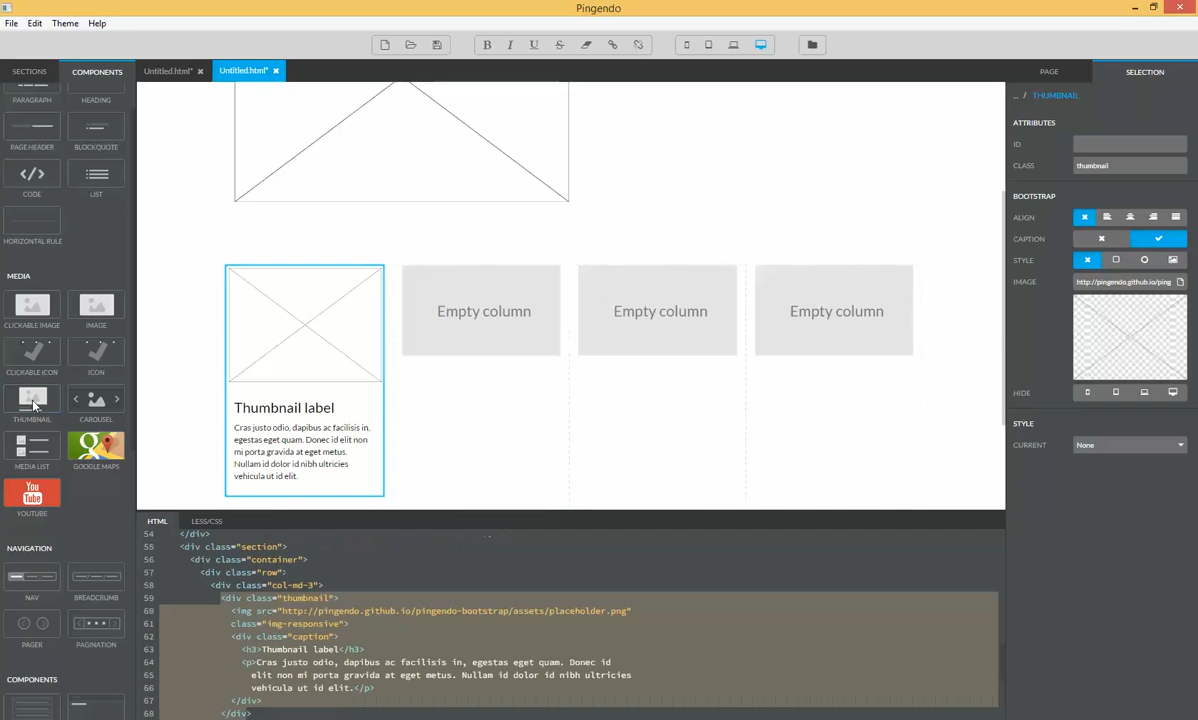 Pingendo
File Edit Theme Help
SECTIONS COMPONENTS Untitled.html* Untitled.html* PAGE SELECTION
PARAGRAPH HEADING
PAGE HEADER BLOCKQUOTE
CODE LIST
HORIZONTAL RULE
MEDIA
CLICKABLE IMAGE IMAGE
CLICKABLE ICON ICON
THUMBNAIL CAROUSEL
MEDIA LIST GOOGLE MAPS
You
Tube
YOUTUBE
NAVIGATION
NAV BREADCRUMB
PAGER PAGINATION
COMPONENTS
Empty column Empty column Empty column
Thumbnail label
Cras justo odio, dapibus ac facilisis in,
egestas eget quam. Donec id elit non
mi porta gravida at eget metus.
Nullam id dolor id nibh ultricies
vehicula ut id elit.
HTML LESS/CSS
54 </div>
55 <div class="section">
56 <div class="container">
57 <div class="row">
58 <div class="col-md-3">
59 <div class="thumbnail">
60 <img src="http://pingendo.github.io/pingendo-bootstrap/assets/placeholder.png"
61 class="img-responsive">
62 <div class="caption">
63 <h3>Thumbnail label</h3>
64 <p>Cras justo odio, dapibus ac facilisis in, egestas eget quam. Donec id
65 elit non mi porta gravida at eget metus. Nullam id dolor id nibh ultricies
66 vehicula ut id elit.</p>
67 </div>
68 </div>
... / THUMBNAIL
ATTRIBUTES
ID
CLASS thumbnail
BOOTSTRAP
ALIGN
CAPTION
STYLE
IMAGE http://pingendo.github.io/ping
HIDE
STYLE
CURRENT None